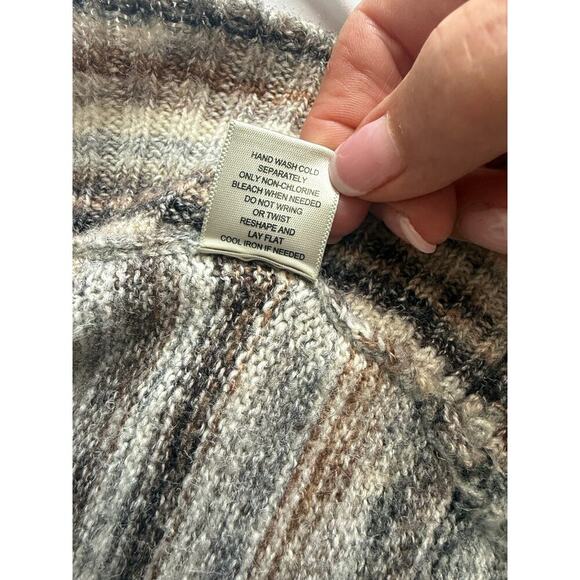 HAND WASH COLD
SEPARATELY
ONLY NON-CHLORINE
BLEACH WHEN NEEDED
DO NOT WRING
OR TWIST
RESHAPE AND
LAY FLAT
COOL IRON IF NEEDED